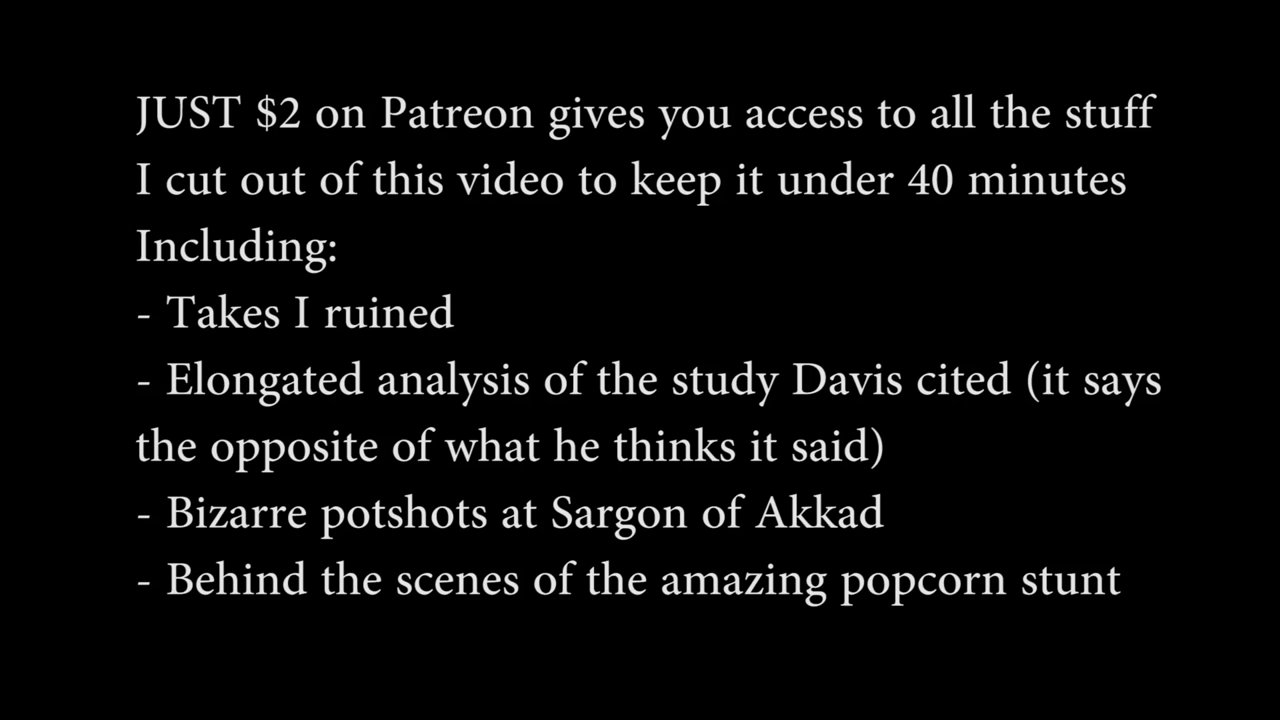 JUST $2 on Patreon gives you access to all the stuff
I cut out of this video to keep it under 40 minutes
Including:
- Takes I ruined
- Elongated analysis of the study Davis cited (it says
the opposite of what he thinks it said)
- Bizarre potshots at Sargon of Akkad
- Behind the scenes of the amazing popcorn stunt